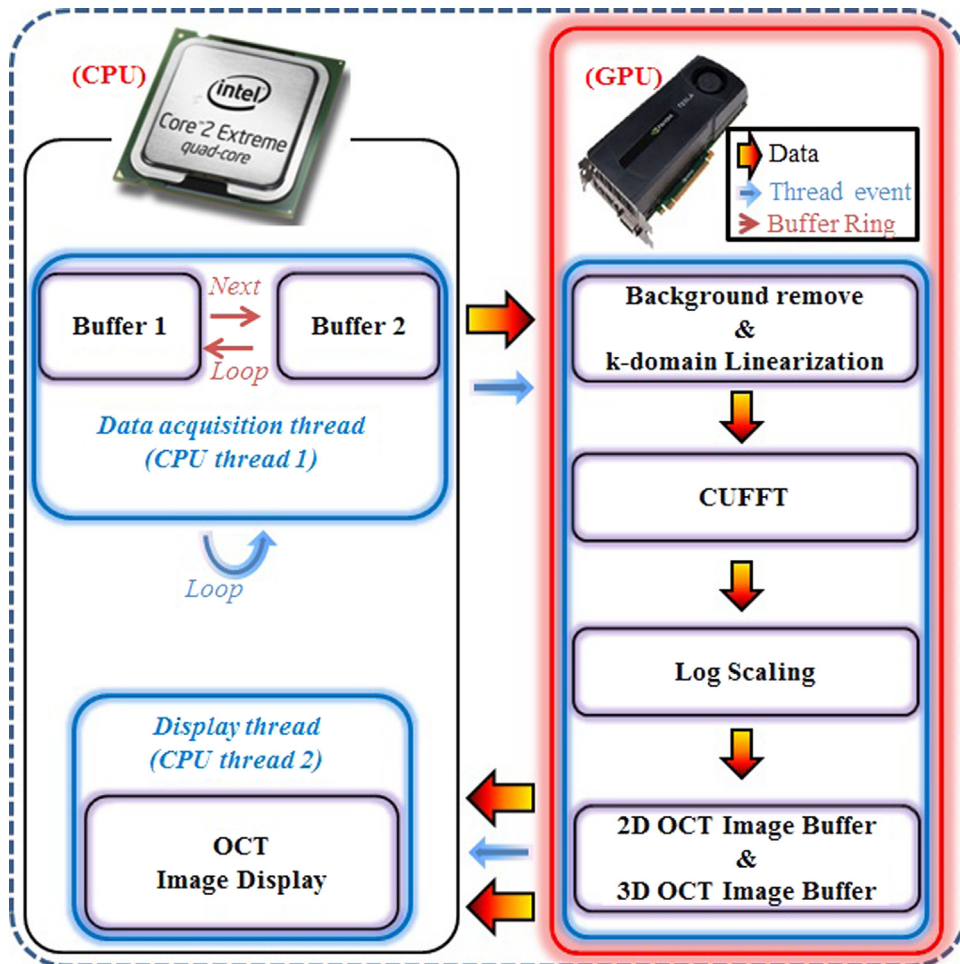 (CPU)
intel
Core™2 Extreme
quad-core
(GPU)
TESLA
Data
Thread event
Buffer Ring
Buffer 1
Next
Loop
Buffer 2
Data acquisition thread
(CPU thread 1)
Loop
Display thread
(CPU thread 2)
OCT
Image Display
Background remove
&
k-domain Linearization
CUFFT
Log Scaling
2D OCT Image Buffer
&
3D OCT Image Buffer